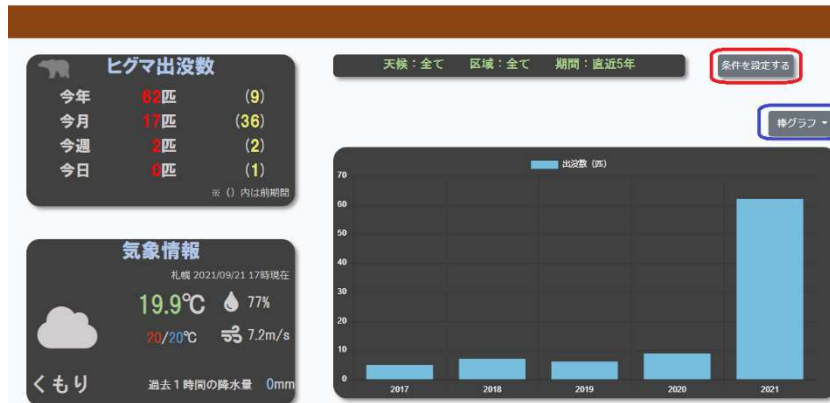 ヒグマ出没数
今年 62匹 (9)
今月 17匹 (36)
今週 2匹 (2)
今日 0匹 (1)
※ () 内は前期間
気象情報
札幌 2021/09/21 17時現在
19.9℃ 77%
20/20℃ 7.2m/s
くもり 過去1時間の降水量 0mm
天候:全て 区域:全て 期間:直近5年 条件を設定する
棒グラフ
出没数 (匹)
70
60
50
40
30
20
10
0
2017 2018 2019 2020 2021